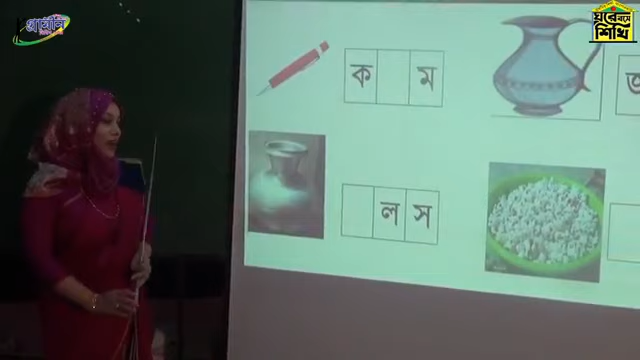 গ্রামীণ
ঘরে বসে
শিখি
ক ম
ল স